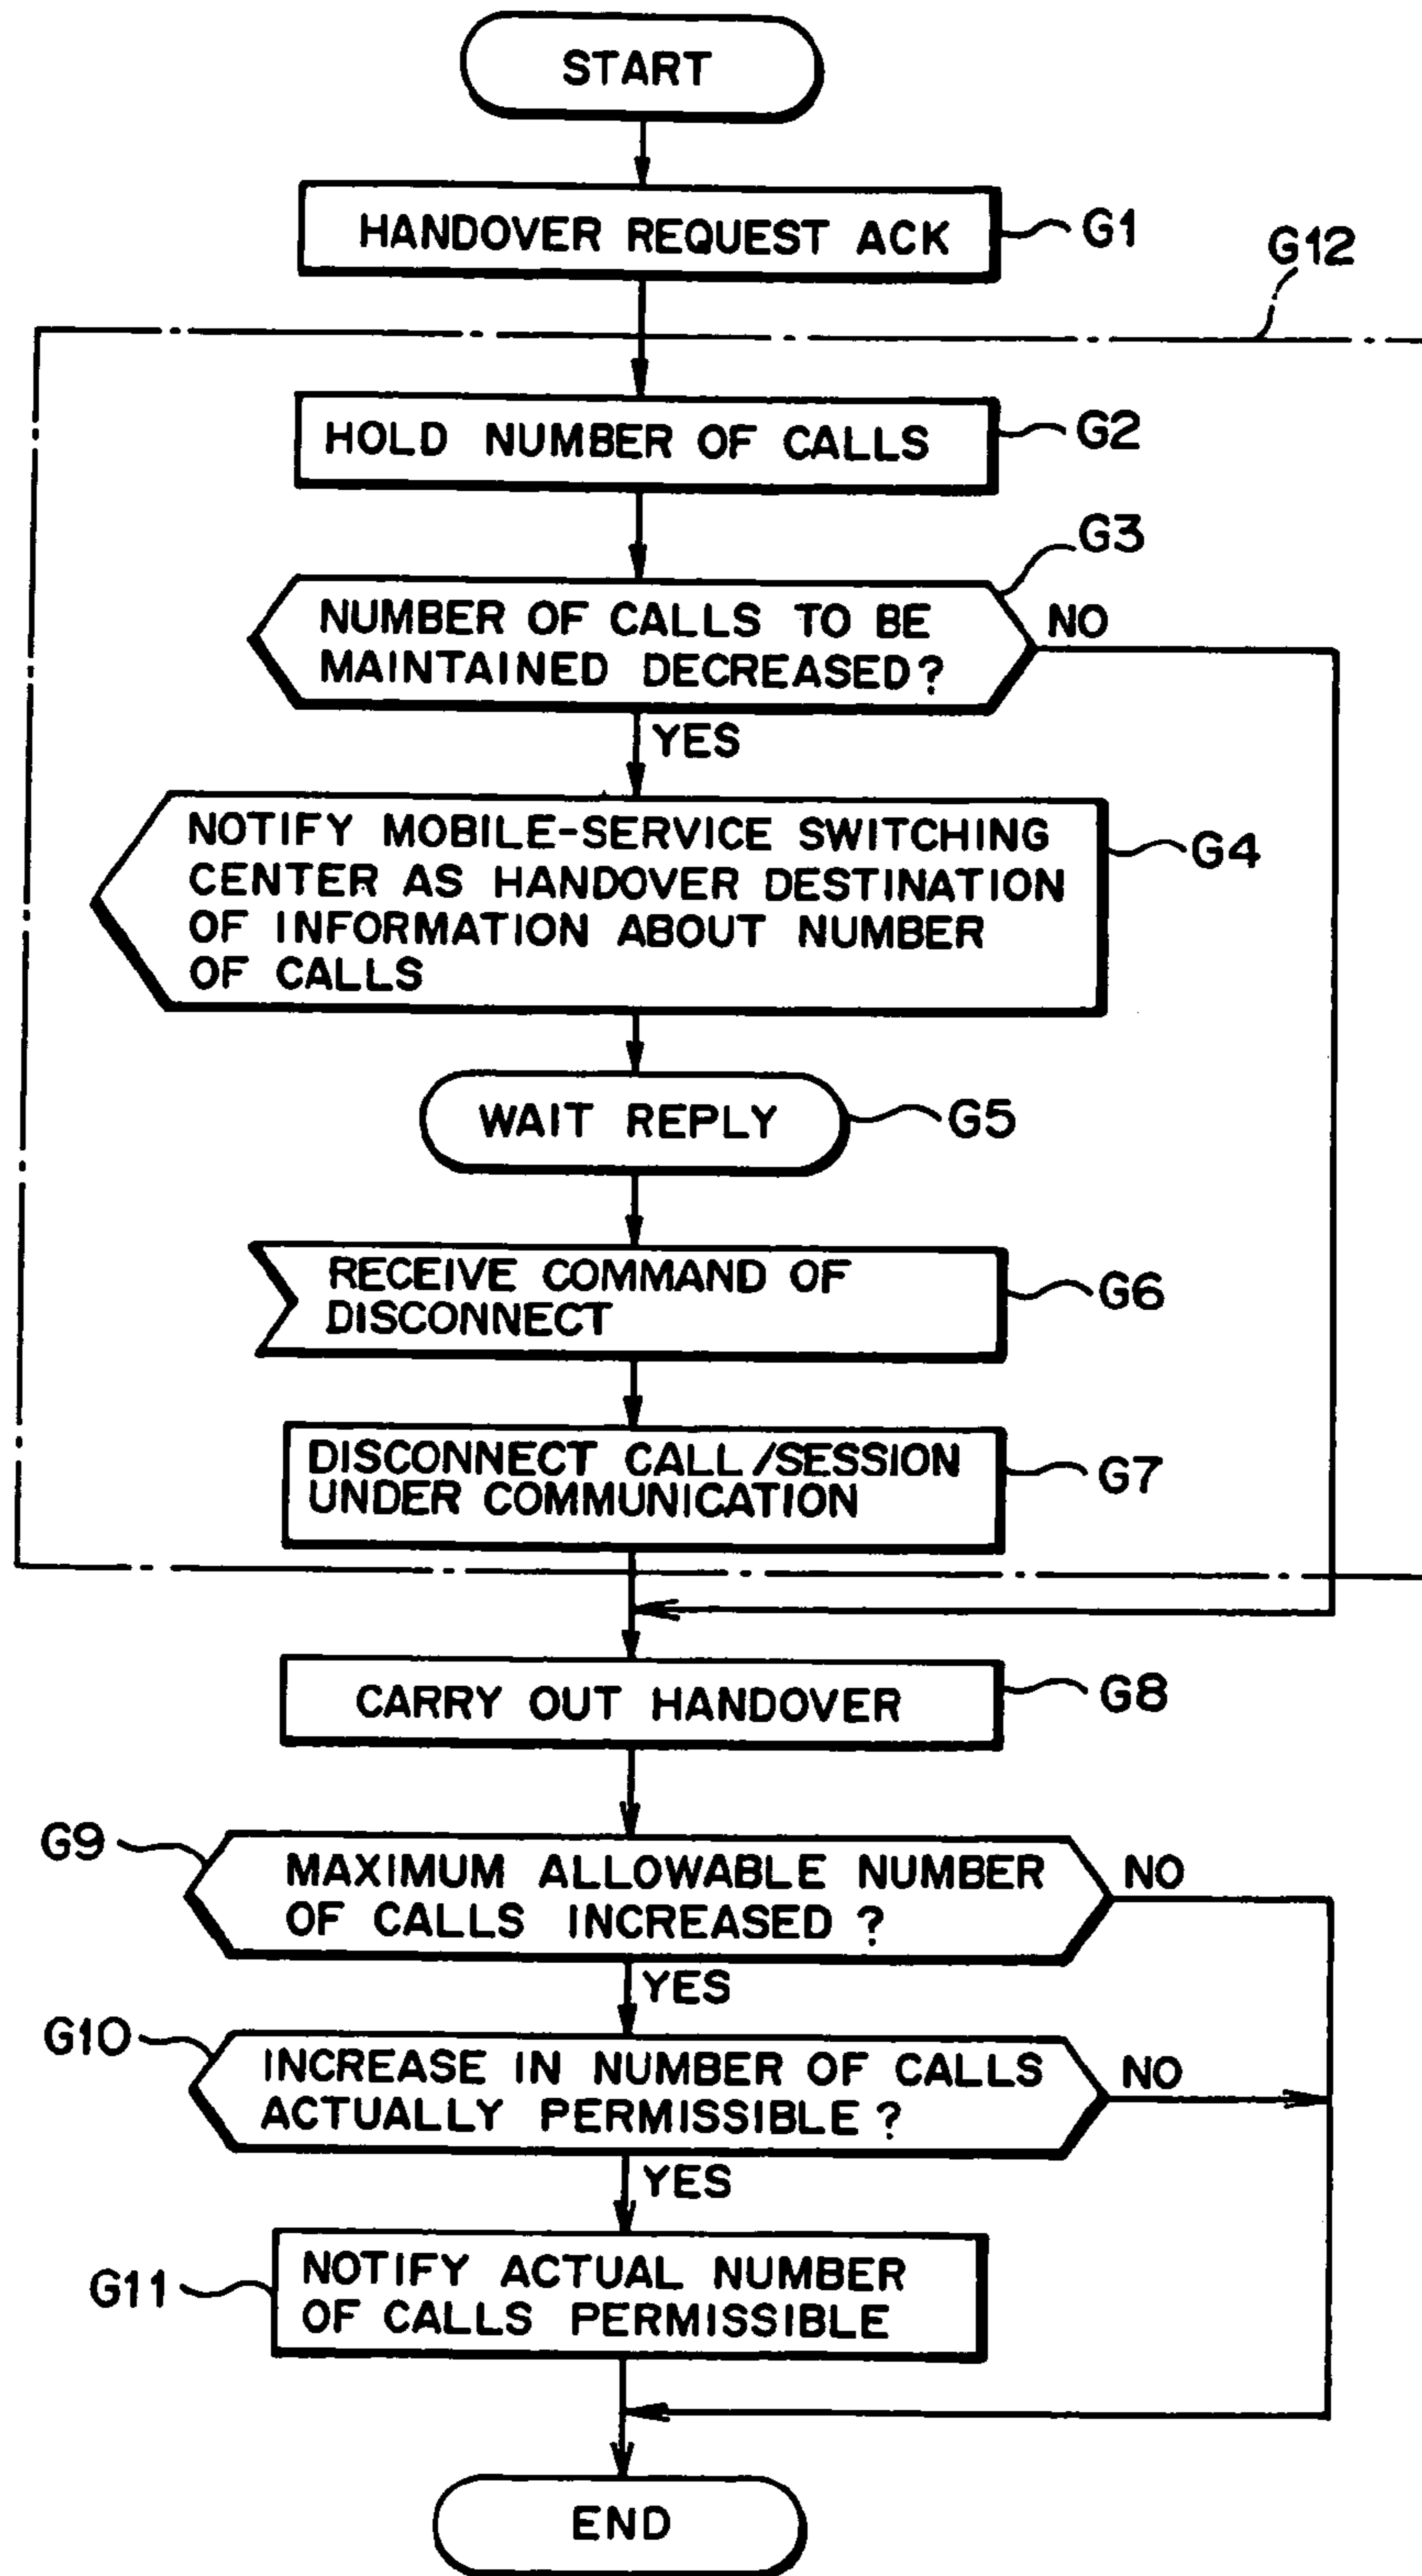 START
HANDOVER REQUEST ACK
G1
G12
HOLD NUMBER OF CALLS
G2
G3
NUMBER OF CALLS TO BE
MAINTAINED DECREASED?
NO
YES
NOTIFY MOBILE-SERVICE SWITCHING
CENTER AS HANDOVER DESTINATION
OF INFORMATION ABOUT NUMBER
OF CALLS
G4
WAIT REPLY
G5
RECEIVE COMMAND OF
DISCONNECT
G6
DISCONNECT CALL/SESSION
UNDER COMMUNICATION
G7
CARRY OUT HANDOVER
G8
G9
MAXIMUM ALLOWABLE NUMBER
OF CALLS INCREASED ?
NO
YES
G10
INCREASE IN NUMBER OF CALLS
ACTUALLY PERMISSIBLE ?
NO
YES
G11
NOTIFY ACTUAL NUMBER
OF CALLS PERMISSIBLE
END